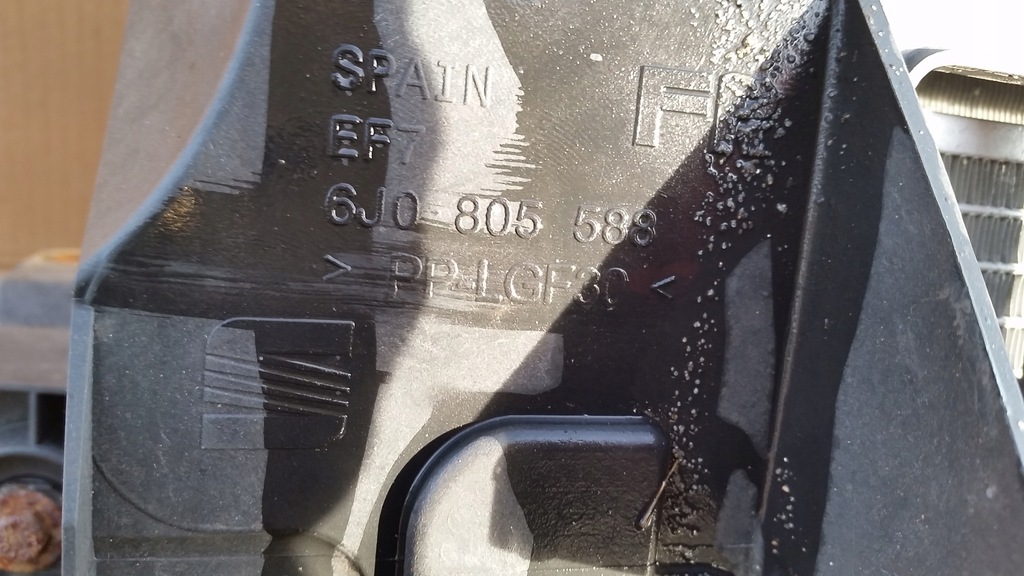 SPAIN
EF7
6J0 805 588
> PP-LGF30 <